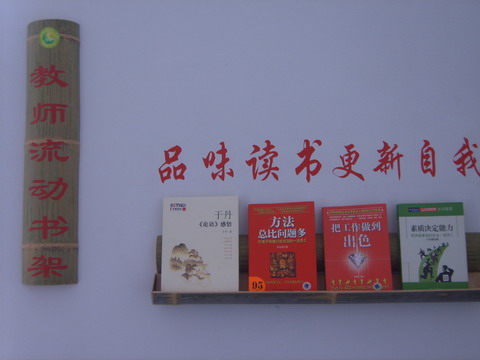 教师流动书架
品味读书更新自我
于丹
《论语》感悟
方法
总比问题多
93
把工作做到
出色
素质决定能力